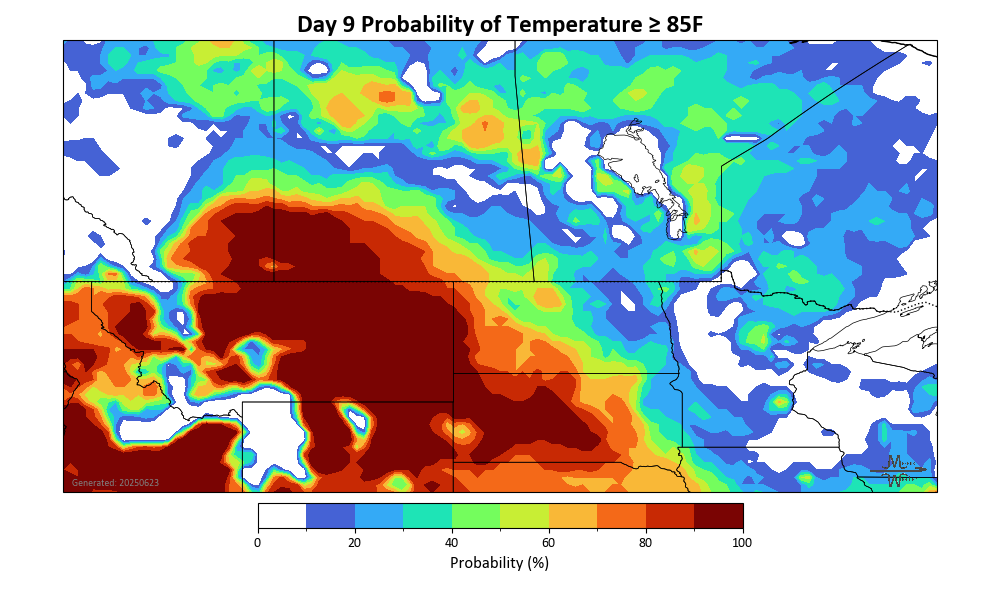 Day 9 Probability of Temperature ≥ 85F
Generated: 20250623
0 20 40 60 80 100
Probability (%)